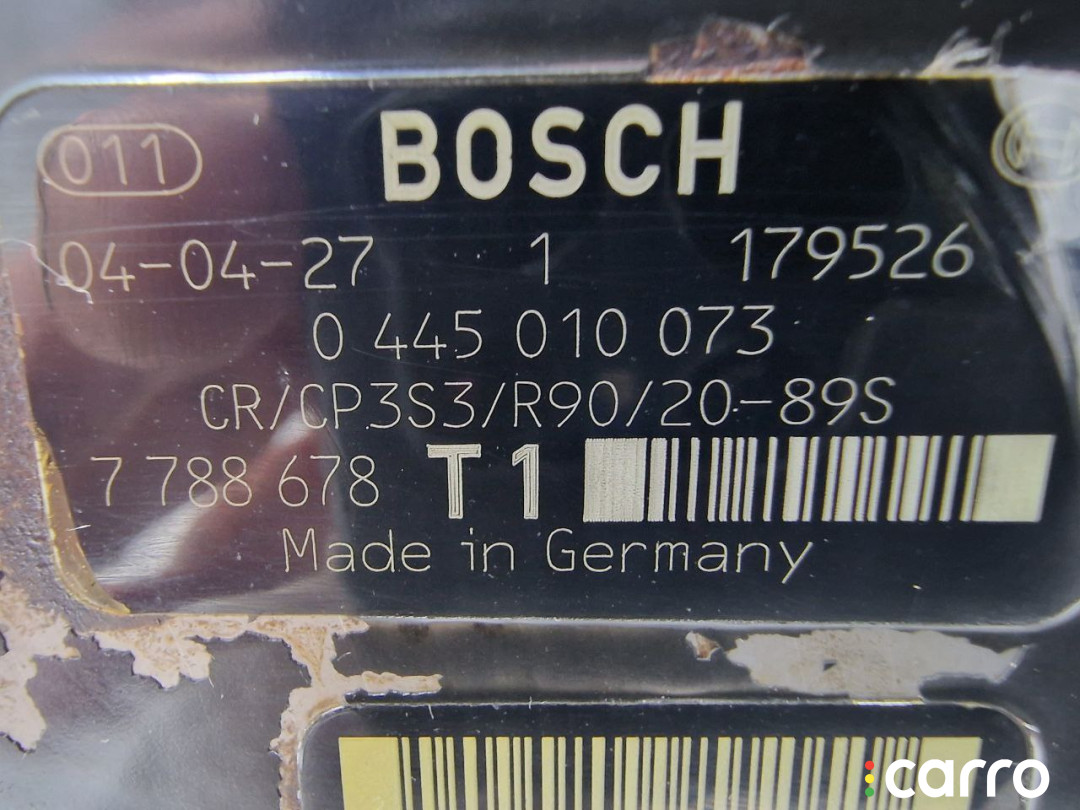 011 BOSCH
04-04-27 1 179526
0 445 010 073
CR/CP3S3/R90/20-89S
7 788 678 T1
Made in Germany
carro